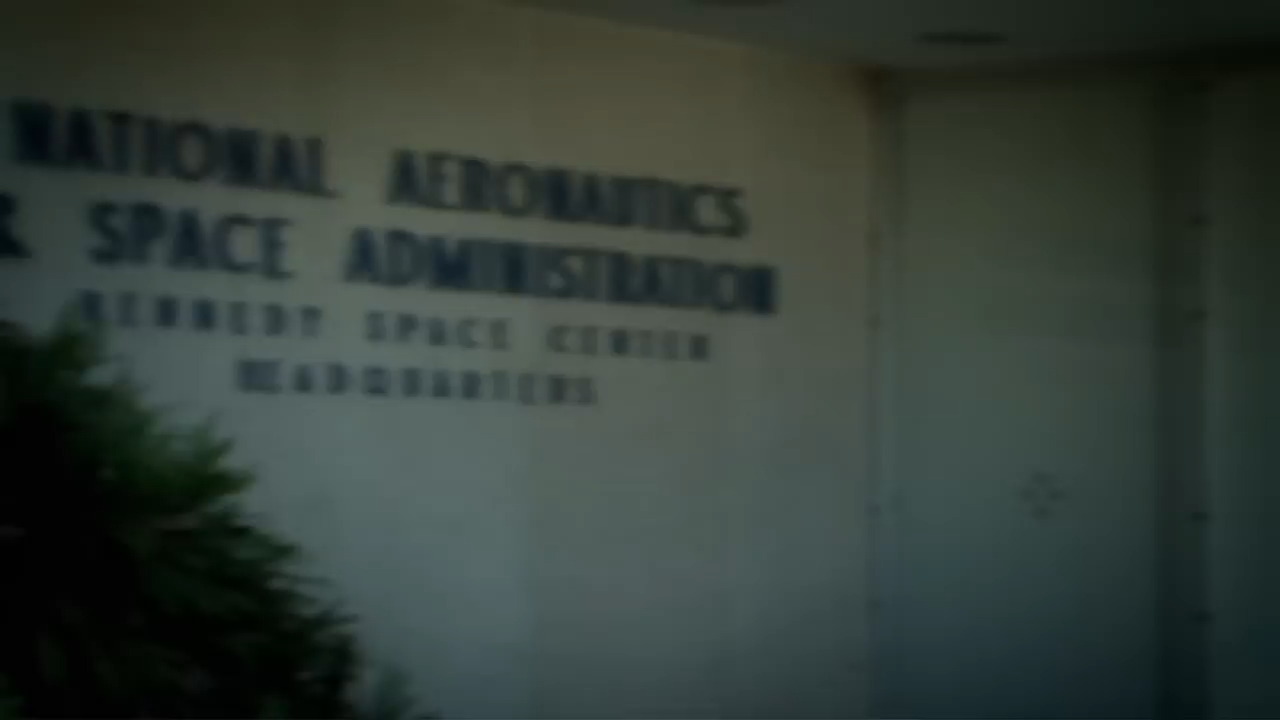 NATIONAL AERONAUTICS
& SPACE ADMINISTRATION
KENNEDY SPACE CENTER
HEADQUARTERS